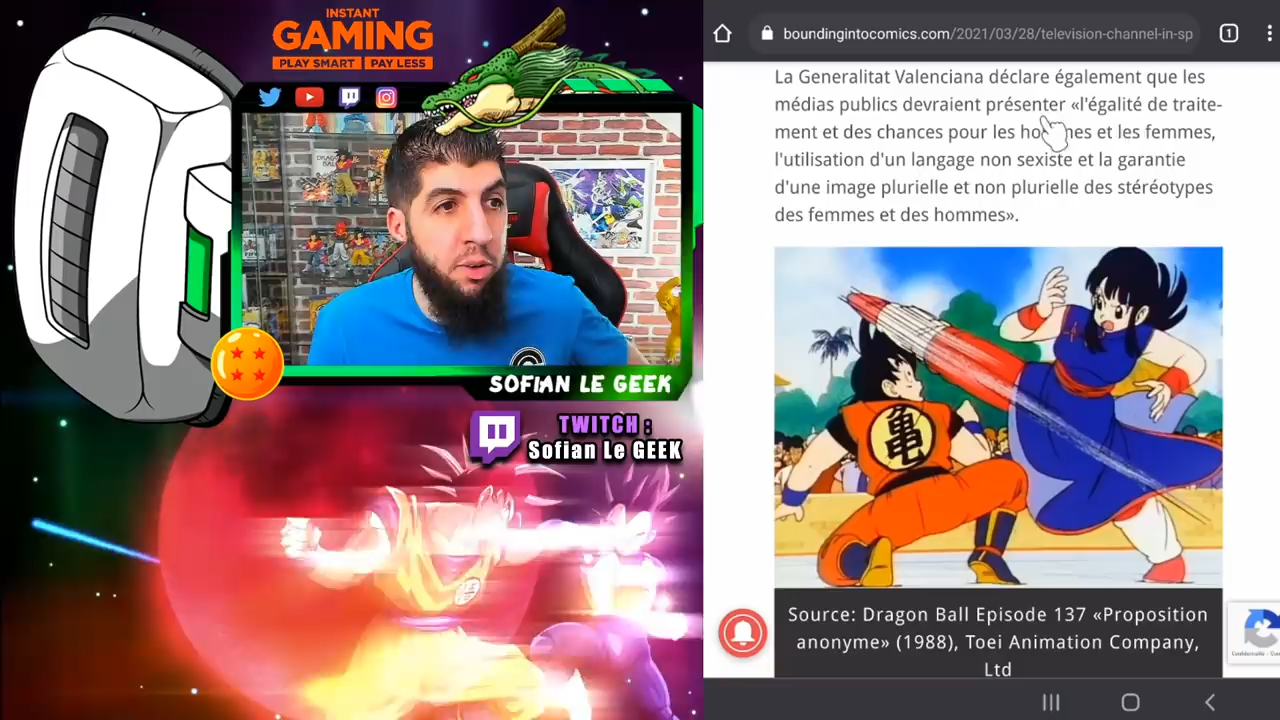 INSTANT
GAMING
PLAY SMART PAY LESS
SOFIAN LE GEEK
TWITCH :
Sofian Le GEEK
boundingintocomics.com/2021/03/28/television-channel-in-sp
1
La Generalitat Valenciana déclare également que les
médias publics devraient présenter «l'égalité de traite-
ment et des chances pour les hommes et les femmes,
l'utilisation d'un langage non sexiste et la garantie
d'une image plurielle et non plurielle des stéréotypes
des femmes et des hommes».
亀
Source: Dragon Ball Episode 137 «Proposition
anonyme» (1988), Toei Animation Company,
Ltd